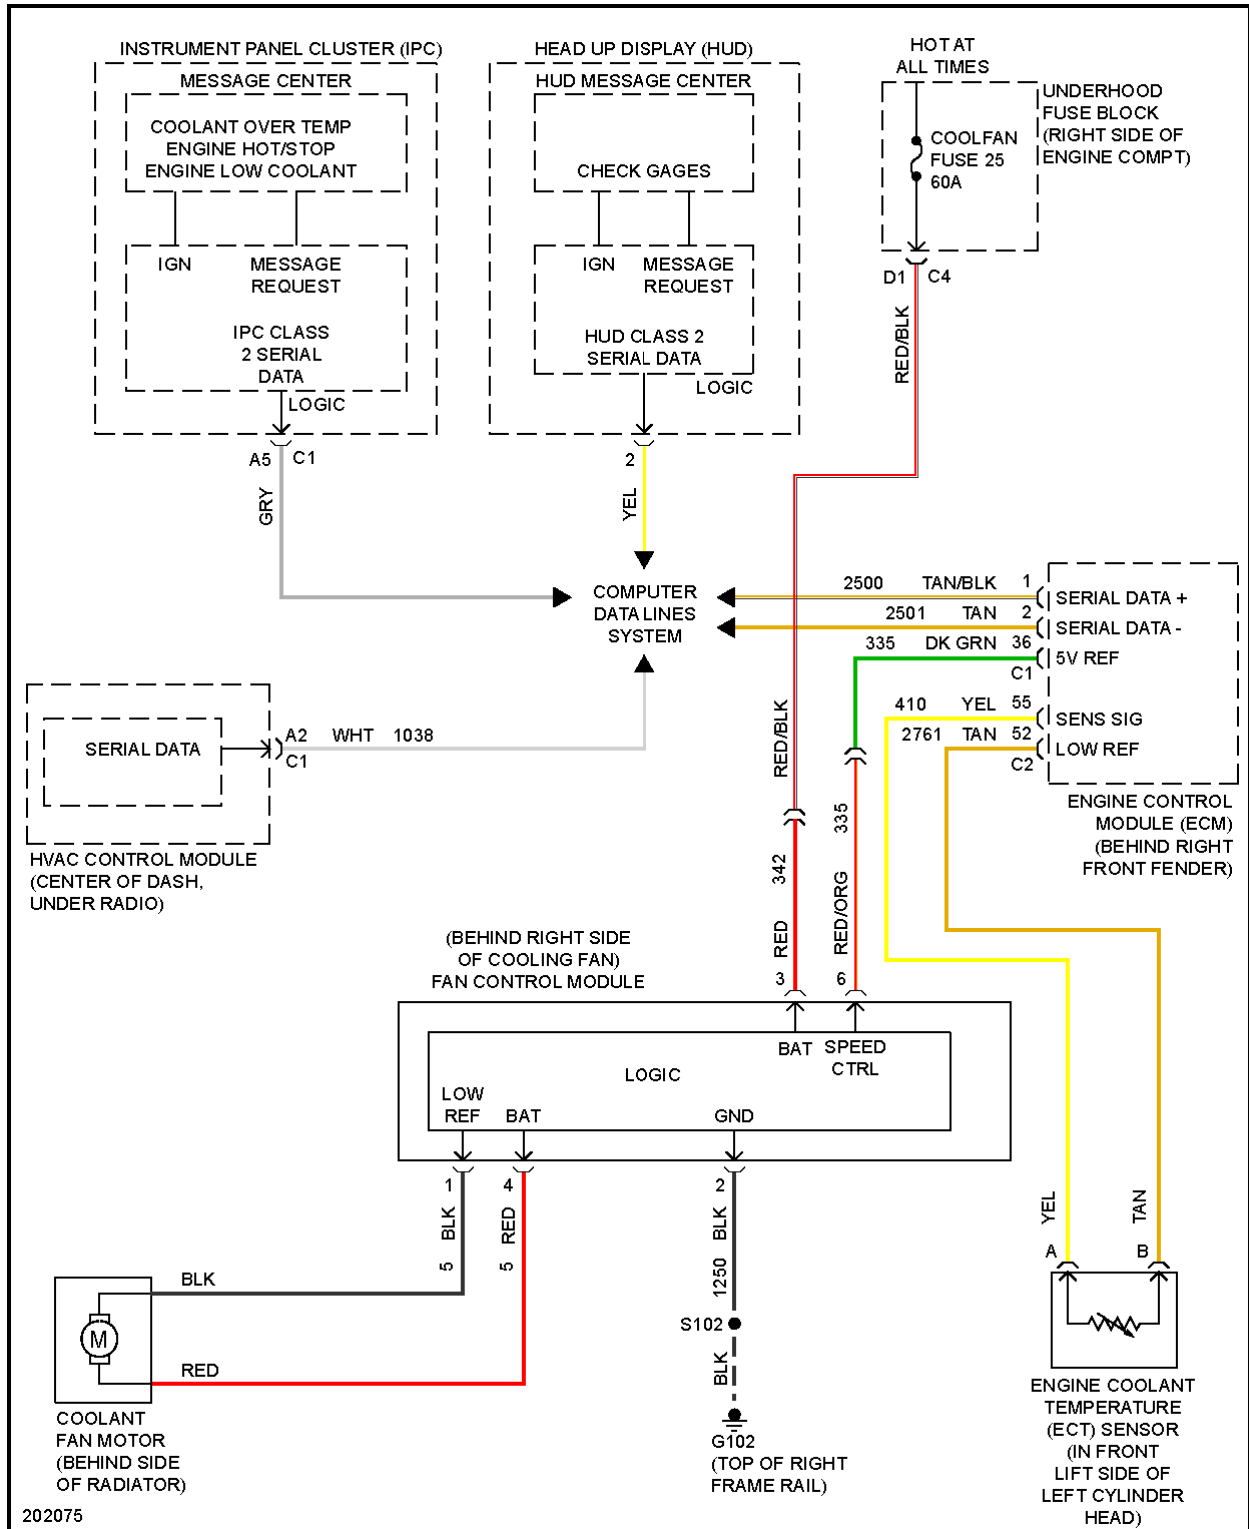 INSTRUMENT PANEL CLUSTER (IPC)
MESSAGE CENTER
COOLANT OVER TEMP
ENGINE HOT/STOP
ENGINE LOW COOLANT
IGN
MESSAGE
REQUEST
IPC CLASS
2 SERIAL
DATA
LOGIC
A5
C1
GRY
HEAD UP DISPLAY (HUD)
HUD MESSAGE CENTER
CHECK GAGES
IGN
MESSAGE
REQUEST
HUD CLASS 2
SERIAL DATA
LOGIC
2
YEL
HOT AT
ALL TIMES
COOLFAN
FUSE 25
60A
UNDERHOOD
FUSE BLOCK
(RIGHT SIDE OF
ENGINE COMPT)
D1
C4
RED/BLK
COMPUTER
DATA LINES
SYSTEM
2500 TAN/BLK 1
SERIAL DATA +
2501 TAN 2
SERIAL DATA -
335 DK GRN 36
5V REF
C1
410 YEL 55
SENS SIG
2761 TAN 52
LOW REF
C2
ENGINE CONTROL
MODULE (ECM)
(BEHIND RIGHT
FRONT FENDER)
SERIAL DATA
A2 WHT 1038
C1
HVAC CONTROL MODULE
(CENTER OF DASH,
UNDER RADIO)
RED/BLK
342
RED
3
335
RED/ORG
6
(BEHIND RIGHT SIDE
OF COOLING FAN)
FAN CONTROL MODULE
BAT
SPEED
CTRL
LOGIC
LOW
REF
BAT
GND
1
BLK
5
4
RED
5
2
BLK
1250
S102
BLK
G102
(TOP OF RIGHT
FRAME RAIL)
BLK
M
RED
COOLANT
FAN MOTOR
(BEHIND SIDE
OF RADIATOR)
YEL
A
TAN
B
ENGINE COOLANT
TEMPERATURE
(ECT) SENSOR
(IN FRONT
LIFT SIDE OF
LEFT CYLINDER
HEAD)
202075